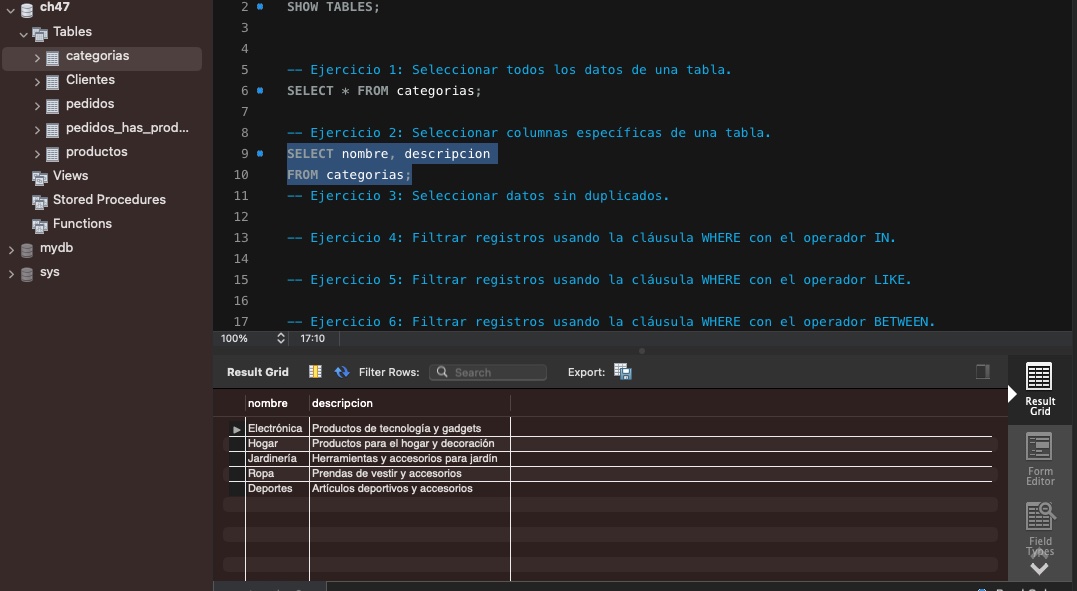 ch47
Tables
categorias
Clientes
pedidos
pedidos_has_prod...
productos
Views
Stored Procedures
Functions
mydb
sys
2 SHOW TABLES;
3
4
5 -- Ejercicio 1: Seleccionar todos los datos de una tabla.
6 SELECT * FROM categorias;
7
8 -- Ejercicio 2: Seleccionar columnas específicas de una tabla.
9 SELECT nombre, descripcion
10 FROM categorias;
11 -- Ejercicio 3: Seleccionar datos sin duplicados.
12
13 -- Ejercicio 4: Filtrar registros usando la cláusula WHERE con el operador IN.
14
15 -- Ejercicio 5: Filtrar registros usando la cláusula WHERE con el operador LIKE.
16
17 -- Ejercicio 6: Filtrar registros usando la cláusula WHERE con el operador BETWEEN.
100% 17:10
Result Grid Filter Rows: Search Export:
nombre descripcion
Electrónica Productos de tecnología y gadgets
Hogar Productos para el hogar y decoración
Jardinería Herramientas y accesorios para jardín
Ropa Prendas de vestir y accesorios
Deportes Artículos deportivos y accesorios
Result
Grid
Form
Editor
Field
Types